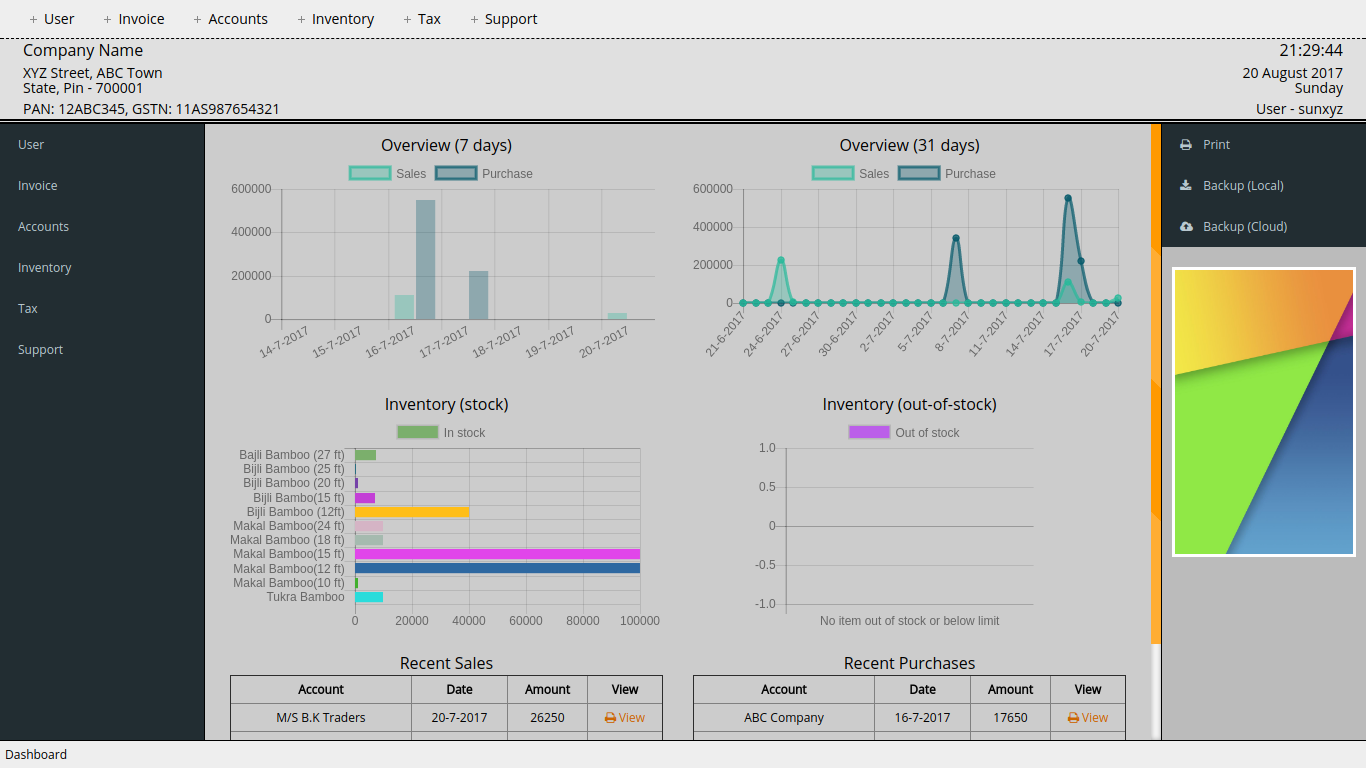 + User + Invoice + Accounts + Inventory + Tax + Support
Company Name
XYZ Street, ABC Town
State, Pin - 700001
PAN: 12ABC345, GSTN: 11AS987654321
21:29:44
20 August 2017
Sunday
User - sunxyz
User
Invoice
Accounts
Inventory
Tax
Support
Overview (7 days)
Sales Purchase
600000
400000
200000
0
14-7-2017 15-7-2017 16-7-2017 17-7-2017 18-7-2017 19-7-2017 20-7-2017
Overview (31 days)
Sales Purchase
600000
400000
200000
0
21-6-2017 24-6-2017 27-6-2017 30-6-2017 2-7-2017 5-7-2017 8-7-2017 11-7-2017 14-7-2017 17-7-2017 20-7-2017
Inventory (stock)
In stock
Bajli Bamboo (27 ft)
Bijli Bamboo (25 ft)
Bijli Bamboo (20 ft)
Bijli Bambo(15 ft)
Bijli Bamboo (12ft)
Makal Bamboo(24 ft)
Makal Bamboo (18 ft)
Makal Bamboo(15 ft)
Makal Bamboo(12 ft)
Makal Bamboo(10 ft)
Tukra Bamboo
0 20000 40000 60000 80000 100000
Inventory (out-of-stock)
Out of stock
1.0
0.5
0
-0.5
-1.0
No item out of stock or below limit
Recent Sales
Account Date Amount View
M/S B.K Traders 20-7-2017 26250 View
Recent Purchases
Account Date Amount View
ABC Company 16-7-2017 17650 View
Print
Backup (Local)
Backup (Cloud)
Dashboard